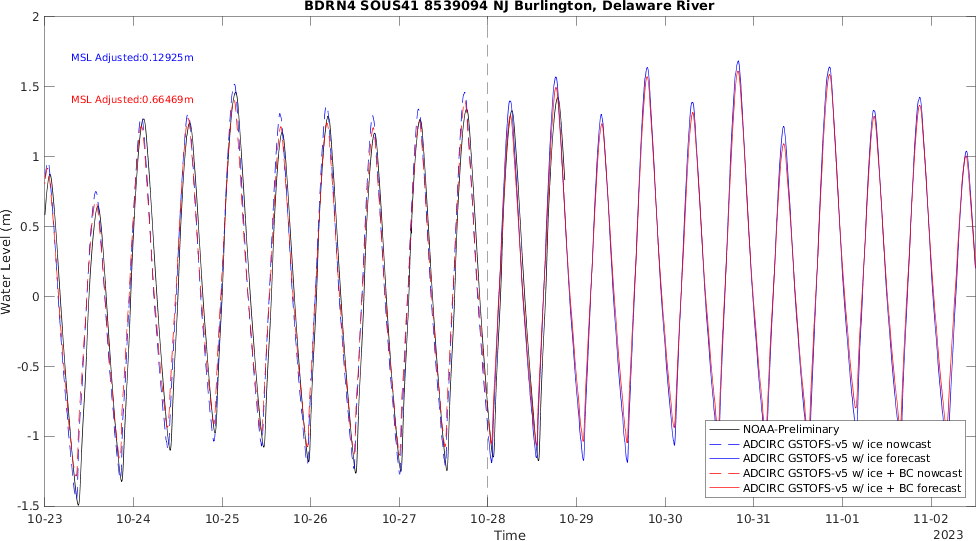 BDRN4 SOUS41 8539094 NJ Burlington, Delaware River
MSL Adjusted:0.12925m
MSL Adjusted:0.66469m
Water Level (m)
2
1.5
1
0.5
0
-0.5
-1
-1.5
NOAA-Preliminary
ADCIRC GSTOFS-v5 w/ ice nowcast
ADCIRC GSTOFS-v5 w/ ice forecast
ADCIRC GSTOFS-v5 w/ ice + BC nowcast
ADCIRC GSTOFS-v5 w/ ice + BC forecast
10-23 10-24 10-25 10-26 10-27 10-28 10-29 10-30 10-31 11-01 11-02
Time
2023